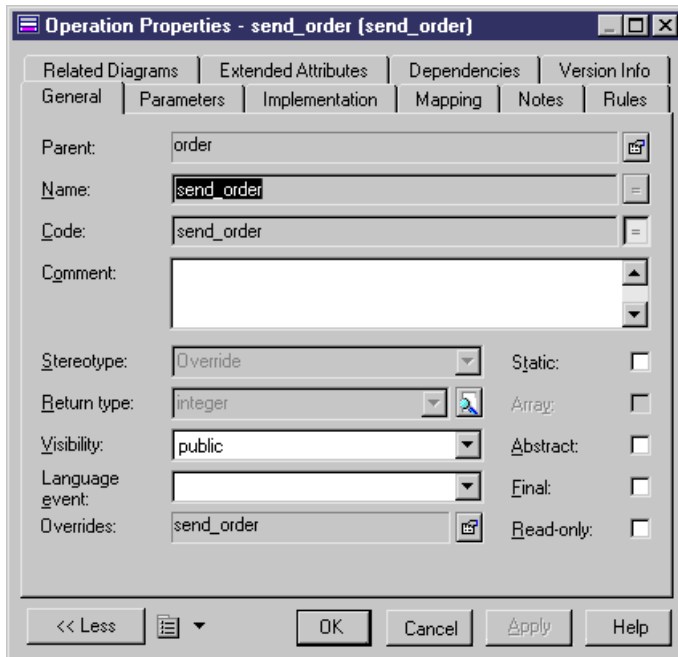 Operation Properties - send_order (send_order)
Related Diagrams Extended Attributes Dependencies Version Info
General Parameters Implementation Mapping Notes Rules
Parent: order
Name: send_order =
Code: send_order =
Comment:
Stereotype: Override Static:
Return type: integer Array:
Visibility: public Abstract:
Language
event: Final:
Overrides: send_order Read-only:
<< Less OK Cancel Apply Help